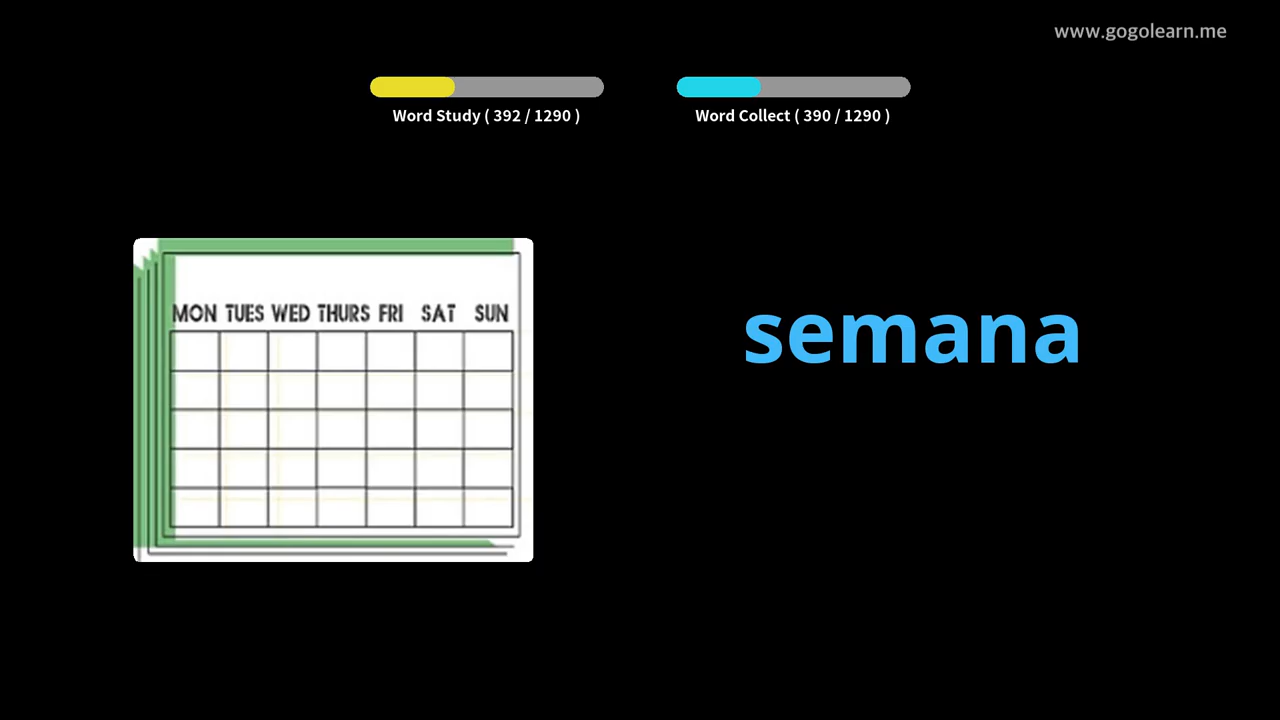 www.gogolearn.me
Word Study ( 392 / 1290 )
Word Collect ( 390 / 1290 )
MON TUES WED THURS FRI SAT SUN
semana